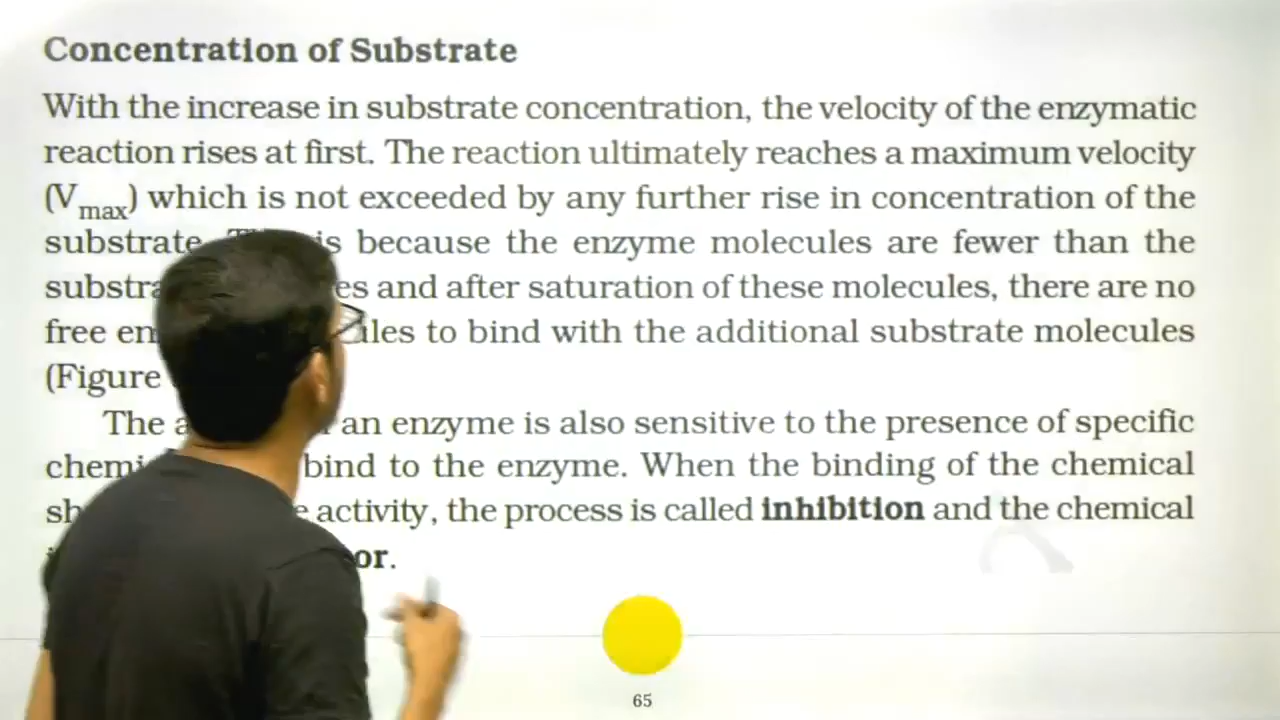 Concentration of Substrate
With the increase in substrate concentration, the velocity of the enzymatic
reaction rises at first. The reaction ultimately reaches a maximum velocity
(Vmax) which is not exceeded by any further rise in concentration of the
substrate. is because the enzyme molecules are fewer than the
es and after saturation of these molecules, there are no
free to bind with the additional substrate molecules
(Figure
The an enzyme is also sensitive to the presence of specific
bind to the enzyme. When the binding of the chemical
activity, the process is called inhibition and the chemical
or.
65